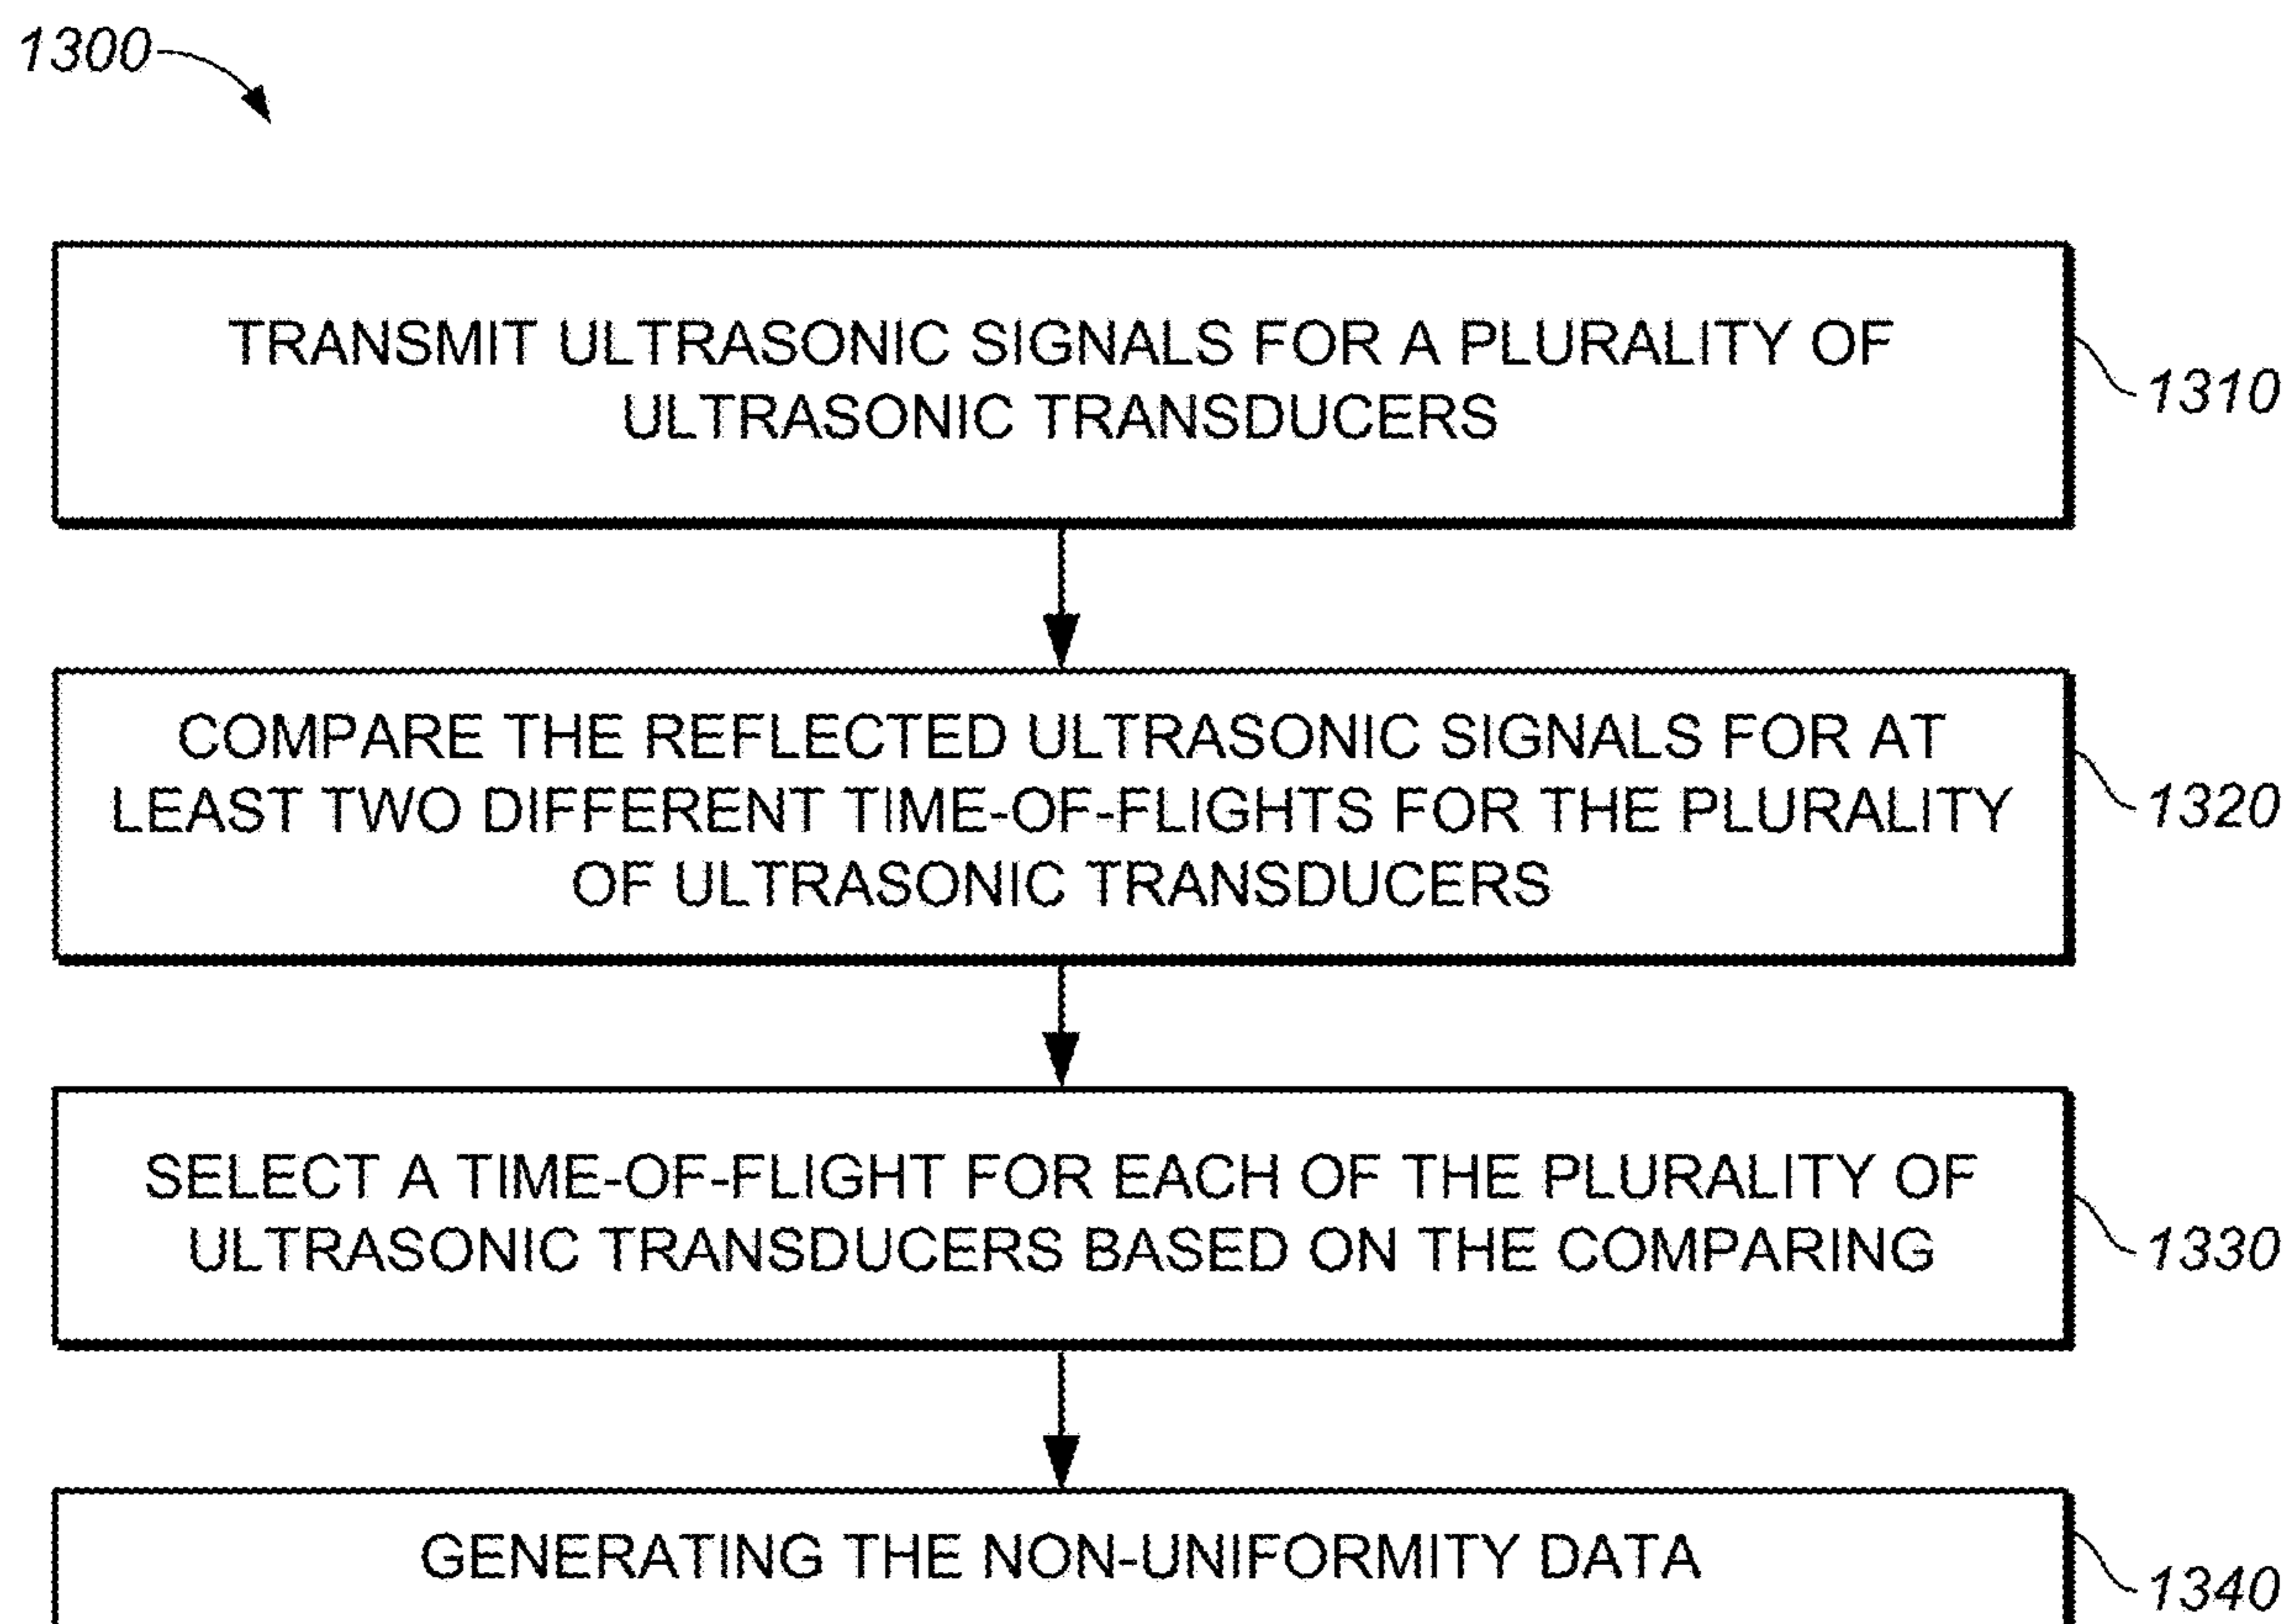 1300
TRANSMIT ULTRASONIC SIGNALS FOR A PLURALITY OF
ULTRASONIC TRANSDUCERS
1310
COMPARE THE REFLECTED ULTRASONIC SIGNALS FOR AT
LEAST TWO DIFFERENT TIME-OF-FLIGHTS FOR THE PLURALITY
OF ULTRASONIC TRANSDUCERS
1320
SELECT A TIME-OF-FLIGHT FOR EACH OF THE PLURALITY OF
ULTRASONIC TRANSDUCERS BASED ON THE COMPARING
1330
GENERATING THE NON-UNIFORMITY DATA
1340